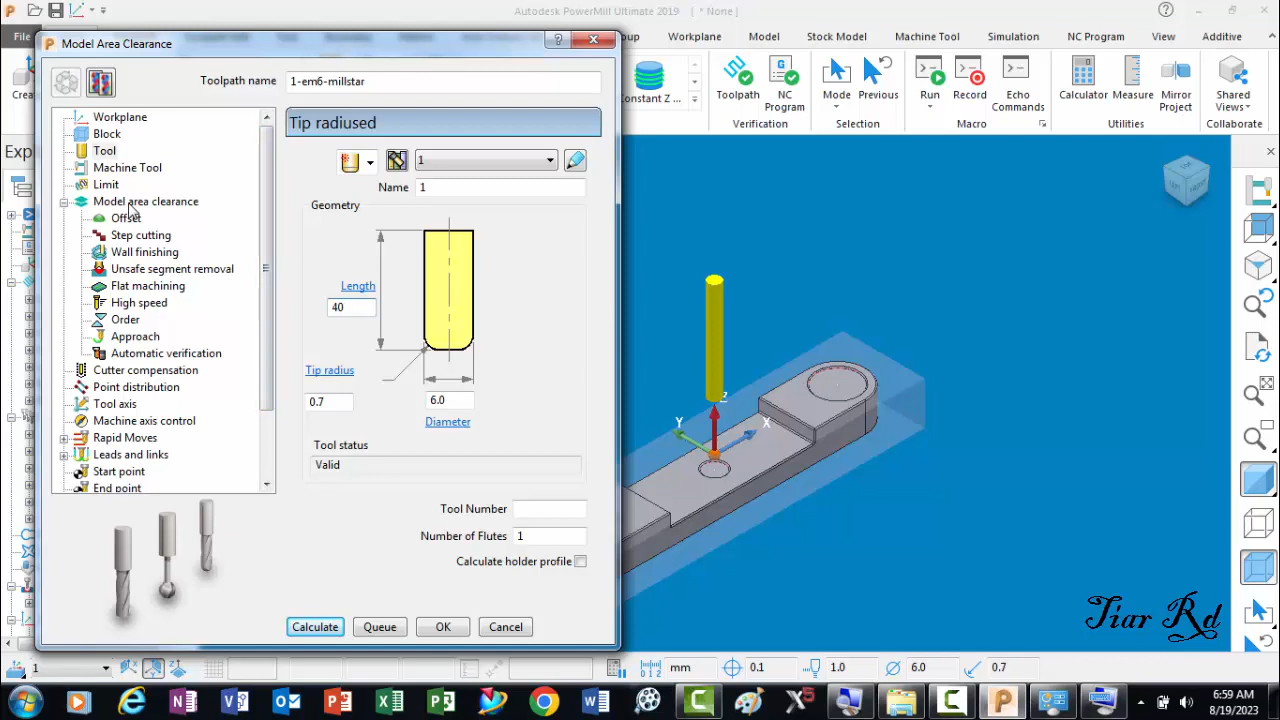 Autodesk PowerMill Ultimate 2019 [ * None ]
Model Area Clearance
File
Workplane
Model
Stock Model
Machine Tool
Simulation
NC Program
View
Additive
Constant Z ...
Toolpath
NC Program
Mode
Previous
Run
Record
Echo Commands
Calculator
Measure
Mirror Project
Shared Views
Verification
Selection
Macro
Utilities
Collaborate
Toolpath name
1-em6-millstar
Workplane
Block
Tool
Machine Tool
Limit
Model area clearance
Offset
Step cutting
Wall finishing
Unsafe segment removal
Flat machining
High speed
Order
Approach
Automatic verification
Cutter compensation
Point distribution
Tool axis
Machine axis control
Rapid Moves
Leads and links
Start point
End point
Tip radiused
1
Name
1
Geometry
Length
40
Tip radius
0.7
6.0
Diameter
Tool status
Valid
Tool Number
Number of Flutes
1
Calculate holder profile
Calculate
Queue
OK
Cancel
Z
Y
X
Tiar Rd
1
mm
0.1
1.0
6.0
0.7
6:59 AM
8/19/2023